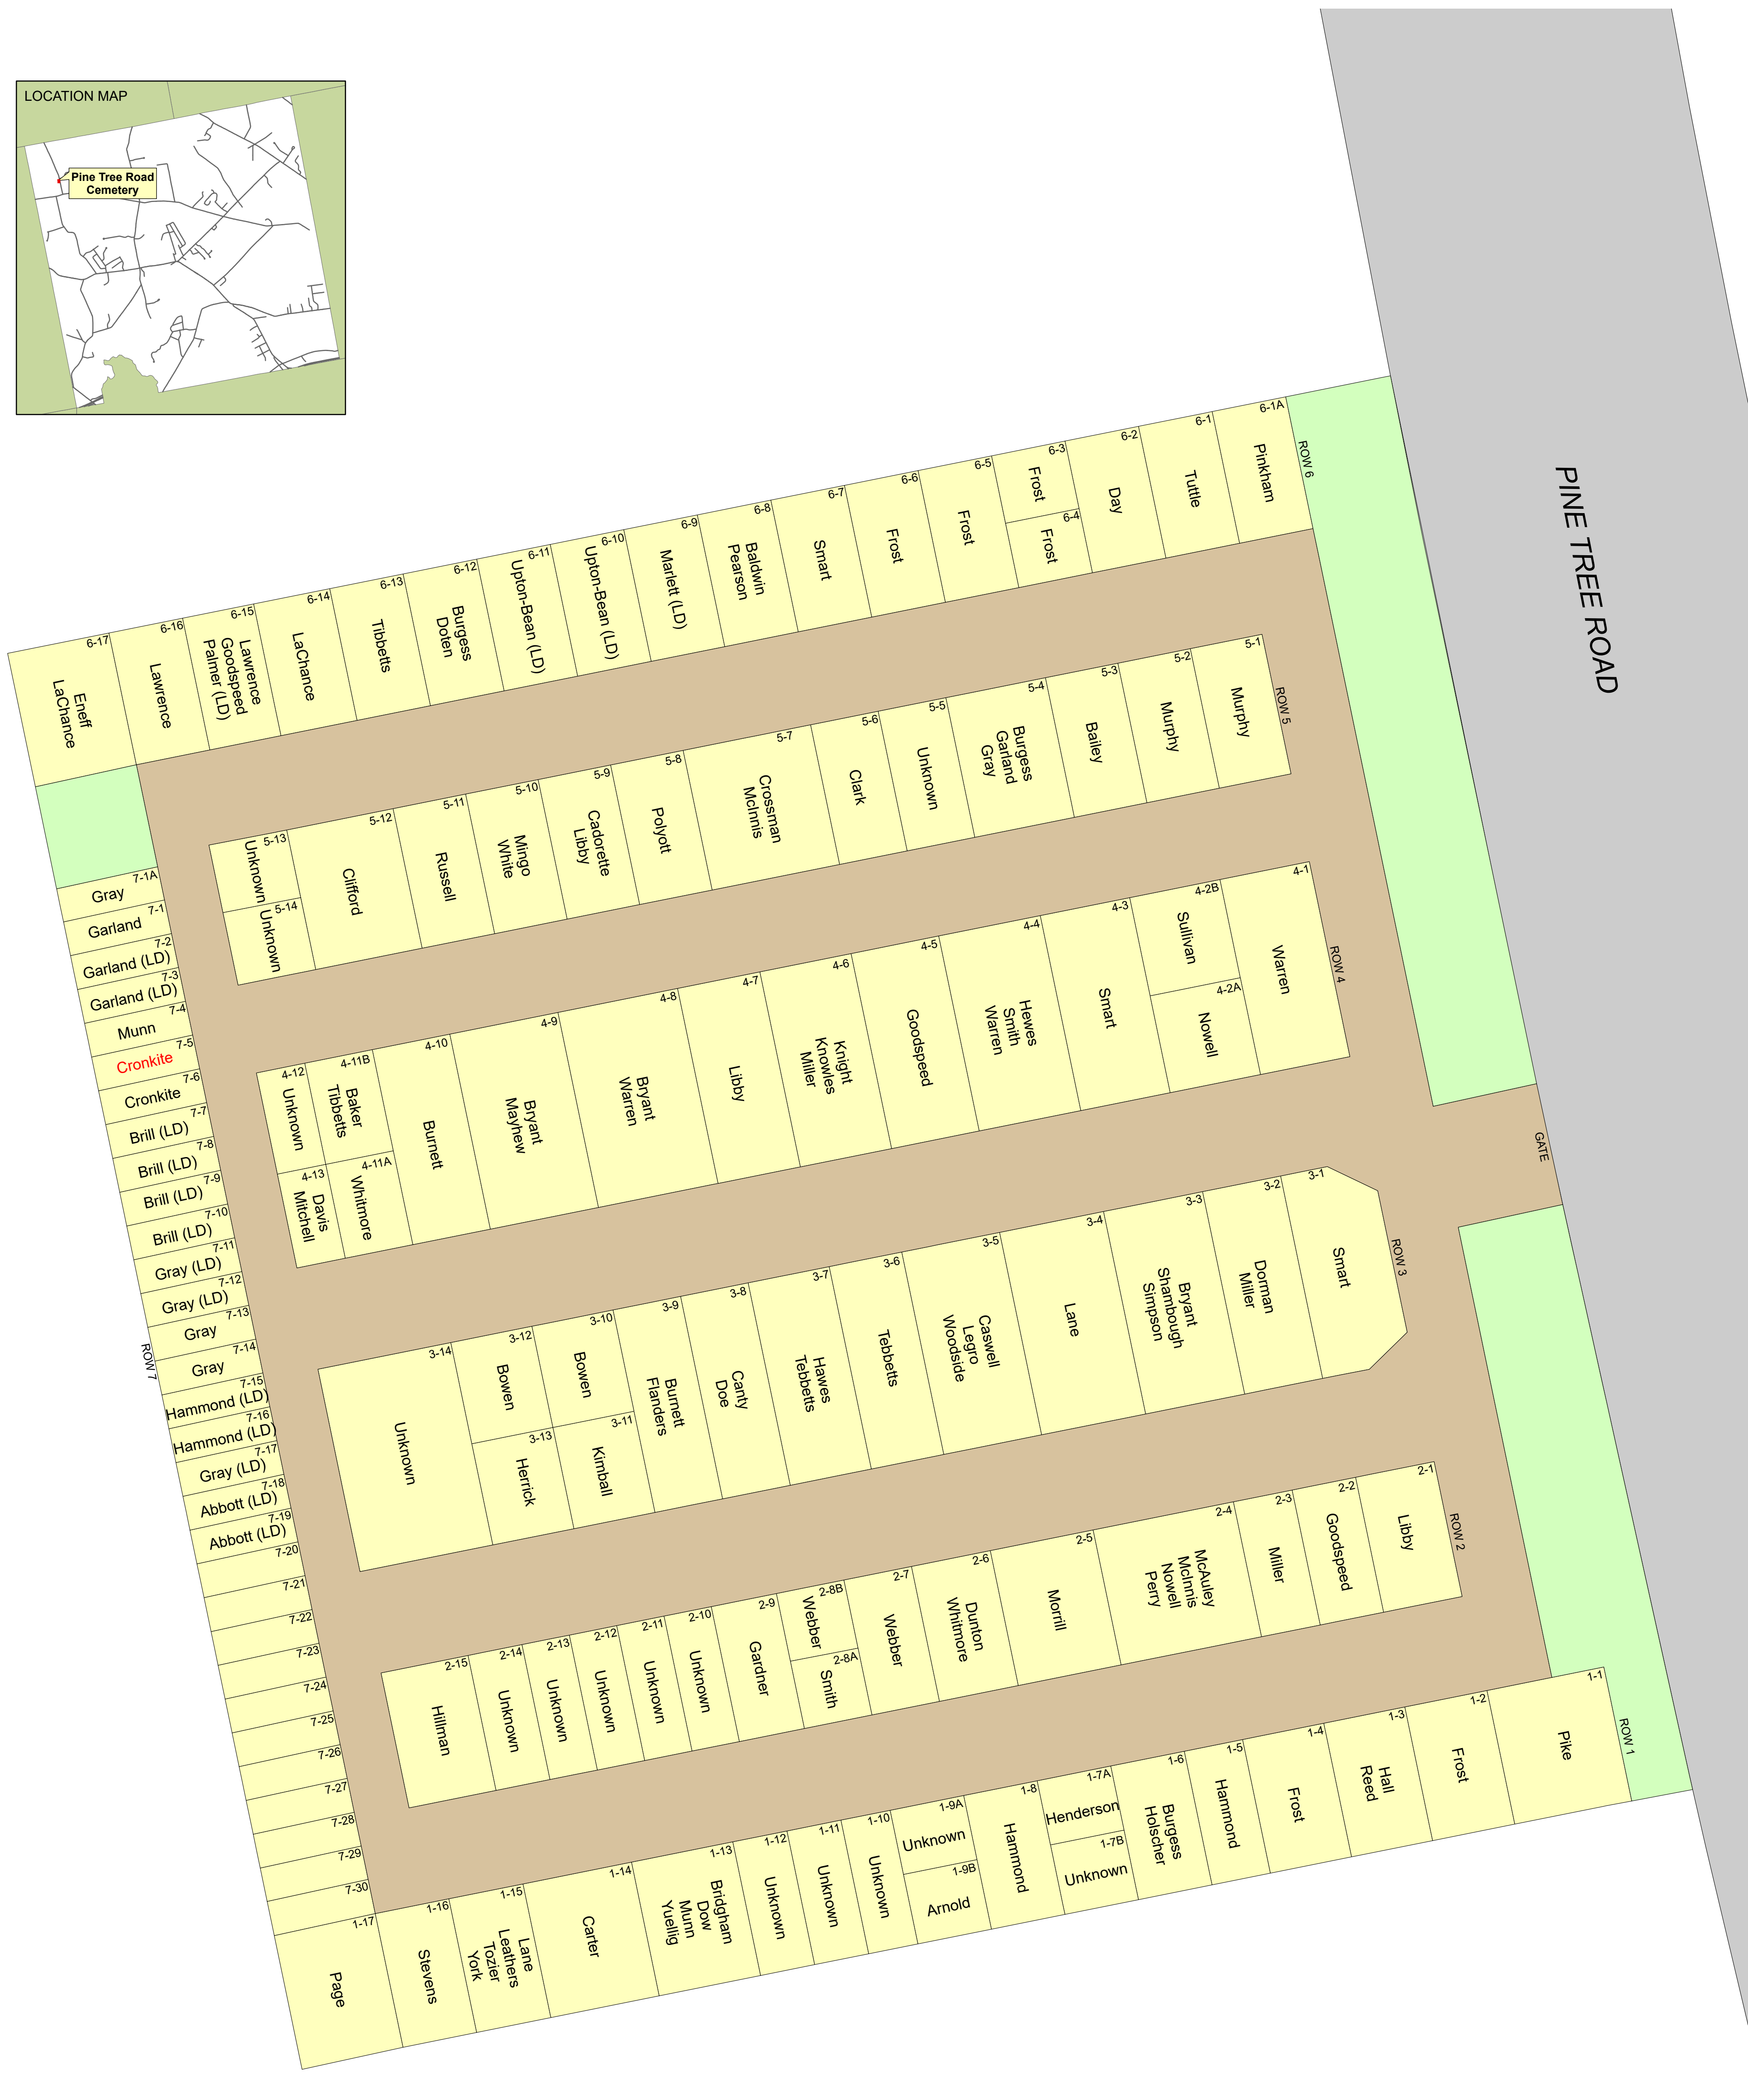 LOCATION MAP
Pine Tree Road
Cemetery
PINE TREE ROAD
GATE
ROW 6
6-1A
Pinkham
6-1
Tuttle
6-2
Day
6-3
Frost
6-4
Frost
6-5
Frost
6-6
Frost
6-7
Smart
6-8
Baldwin
Pearson
6-9
Marlett (LD)
6-10
Upton-Bean (LD)
6-11
Upton-Bean (LD)
6-12
Burgess
Doten
6-13
Tibbetts
6-14
LaChance
6-15
Lawrence
Goodspeed
Palmer (LD)
6-16
Lawrence
6-17
Eneff
LaChance
ROW 5
5-1
Murphy
5-2
Murphy
5-3
Bailey
5-4
Burgess
Garland
Gray
5-5
Unknown
5-6
Clark
5-7
Crossman
McInnis
5-8
Polyott
5-9
Cadorette
Libby
5-10
Mingo
White
5-11
Russell
5-12
Clifford
5-13
Unknown
5-14
Unknown
ROW 4
4-1
Warren
4-2B
Sullivan
4-2A
Nowell
4-3
Smart
4-4
Hewes
Smith
Warren
4-5
Goodspeed
4-6
Knight
Knowles
Miller
4-7
Libby
4-8
Bryant
Warren
4-9
Bryant
Mayhew
4-10
Burnett
4-11B
Baker
Tibbetts
4-11A
Whitmore
4-12
Unknown
4-13
Davis
Mitchell
ROW 3
3-1
Smart
3-2
Dorman
Miller
3-3
Bryant
Shambough
Simpson
3-4
Lane
3-5
Caswell
Legro
Woodside
3-6
Tebbetts
3-7
Hawes
Tebbetts
3-8
Canty
Doe
3-9
Burnett
Flanders
3-10
Bowen
3-11
Kimball
3-12
Bowen
3-13
Herrick
3-14
Unknown
ROW 2
2-1
Libby
2-2
Goodspeed
2-3
Miller
2-4
McAuley
McInnis
Nowell
Perry
2-5
Morrill
2-6
Dunton
Whitmore
2-7
Webber
2-8B
Webber
2-8A
Smith
2-9
Gardner
2-10
Unknown
2-11
Unknown
2-12
Unknown
2-13
Unknown
2-14
Unknown
2-15
Hillman
ROW 1
1-1
Pike
1-2
Frost
1-3
Hall
Reed
1-4
Frost
1-5
Hammond
1-6
Burgess
Holscher
1-7A
Henderson
1-7B
Unknown
1-8
Hammond
1-9A
Unknown
1-9B
Arnold
1-10
Unknown
1-11
Unknown
1-12
Unknown
1-13
Bridgham
Dow
Munn
Yuellig
1-14
Carter
1-15
Lane
Leathers
Tozier
York
1-16
Stevens
1-17
Page
ROW 7
7-1A
Gray
7-1
Garland
7-2
Garland (LD)
7-3
Garland (LD)
7-4
Munn
7-5
Cronkite
7-6
Cronkite
7-7
Brill (LD)
7-8
Brill (LD)
7-9
Brill (LD)
7-10
Brill (LD)
7-11
Gray (LD)
7-12
Gray (LD)
7-13
Gray
7-14
Gray
7-15
Hammond (LD)
7-16
Hammond (LD)
7-17
Gray (LD)
7-18
Abbott (LD)
7-19
Abbott (LD)
7-20
7-21
7-22
7-23
7-24
7-25
7-26
7-27
7-28
7-29
7-30